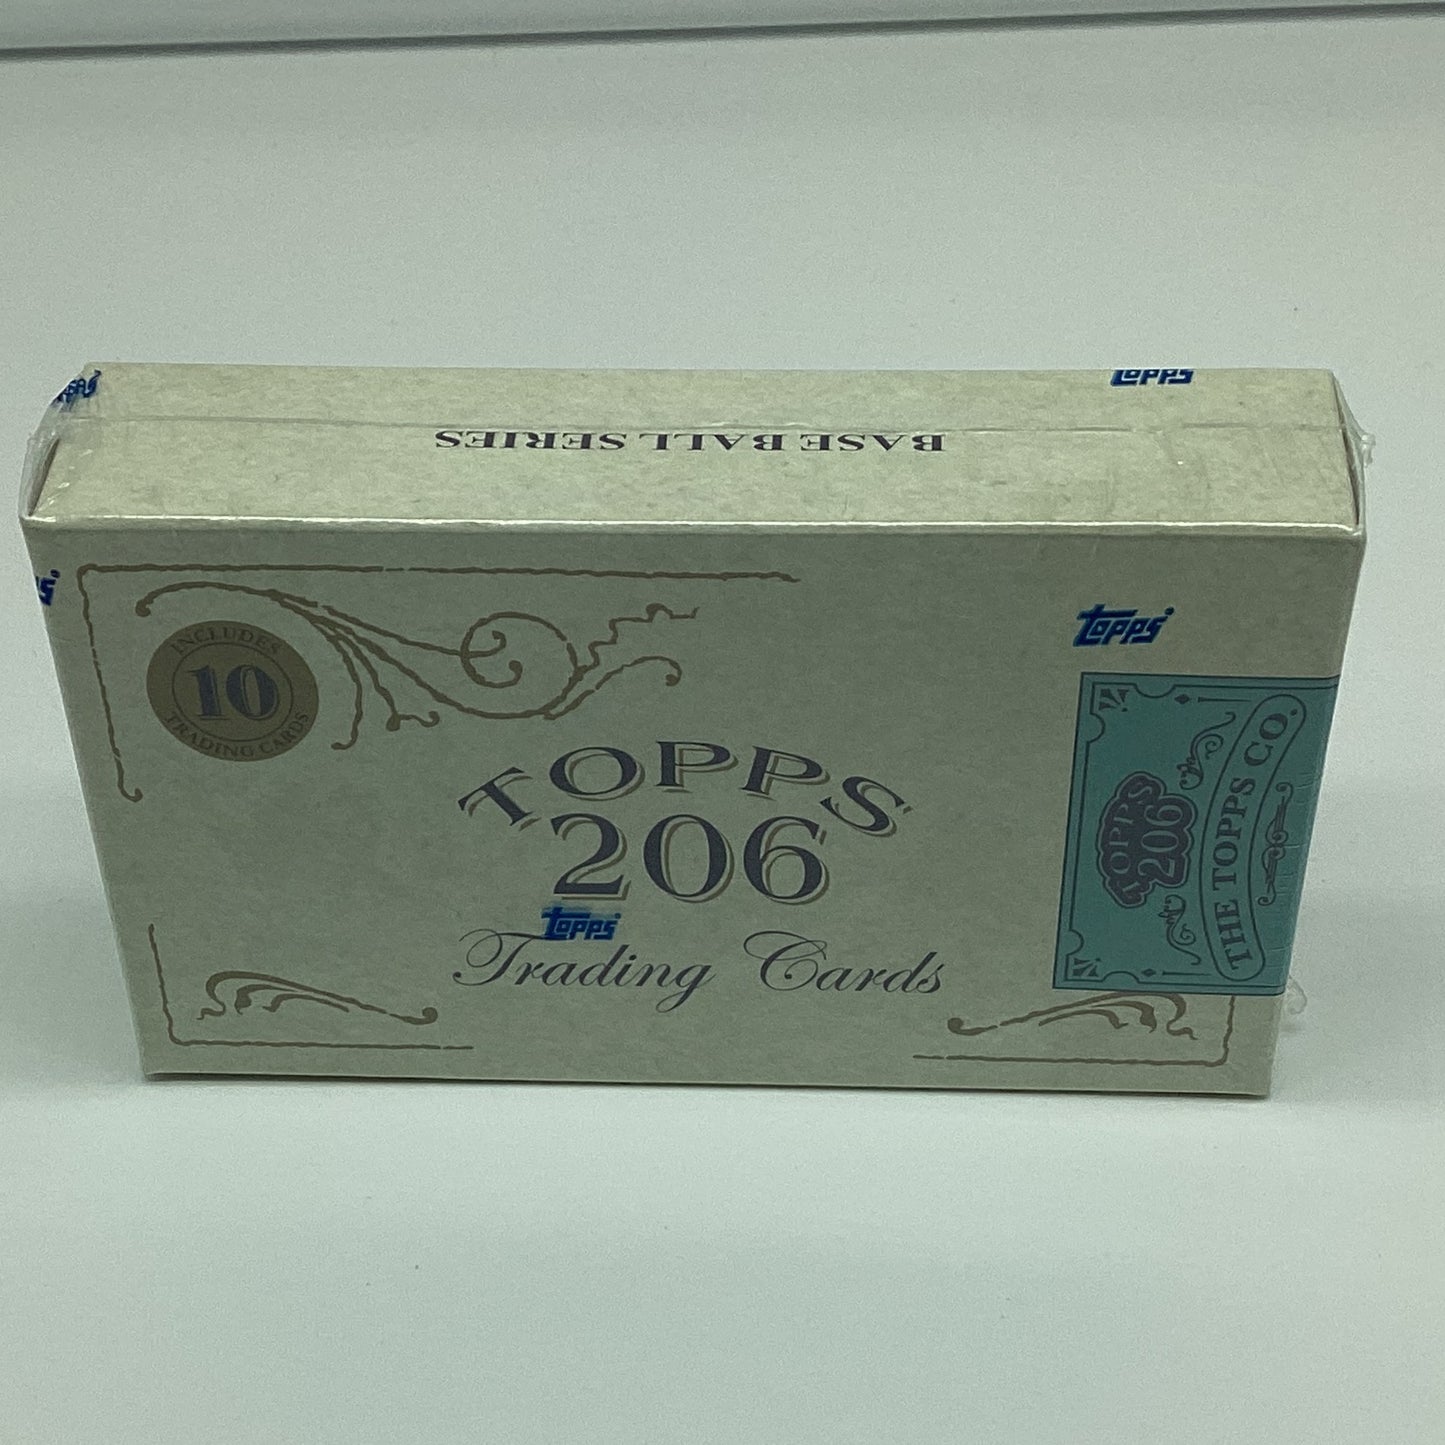 Topps
BASE BALL SERIES
Topps
INCLUDES
10
TRADING CARDS
TOPPS
206
Topps
Trading Cards
TOPPS
206
THE TOPPS CO.